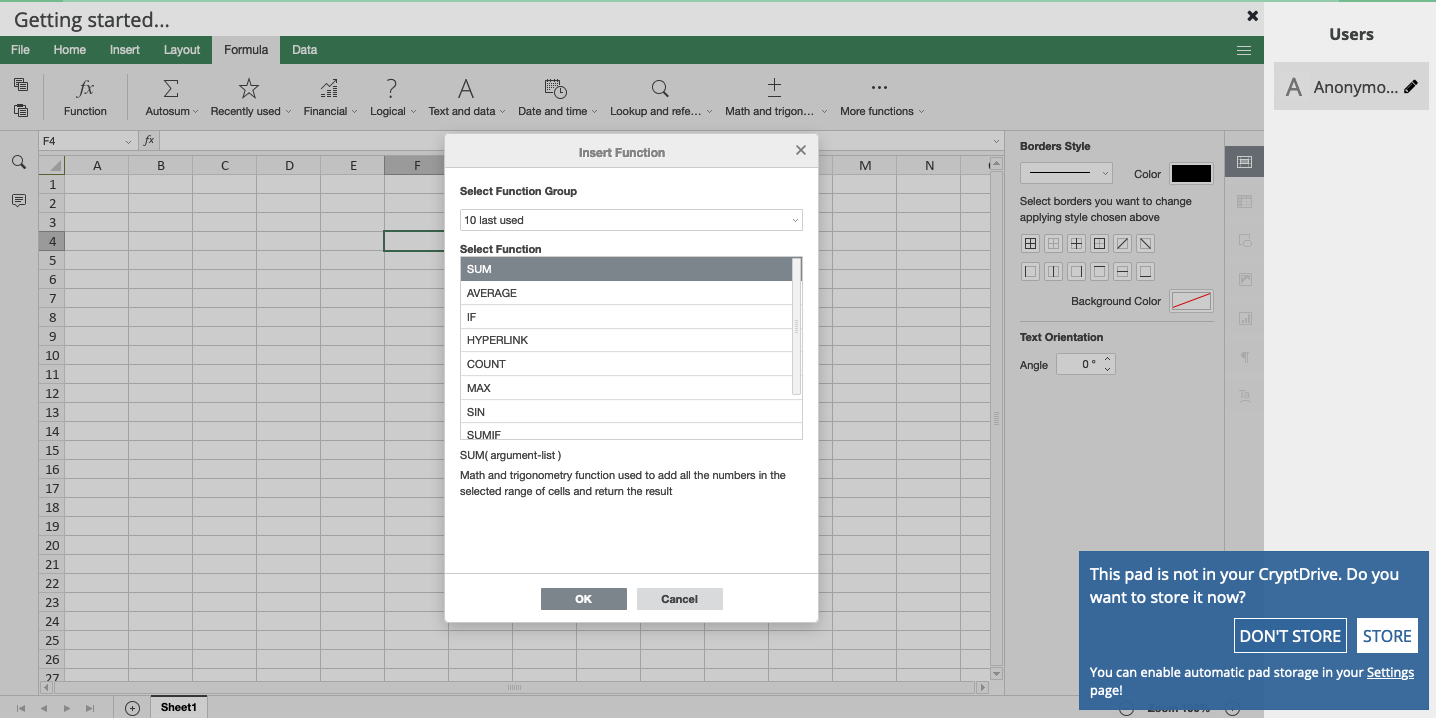 Getting started...
Users
Anonymo...
File Home Insert Layout Formula Data
Function Autosum Recently used Financial Logical Text and data Date and time Lookup and refe... Math and trigon... More functions
F4
A B C D E F M N
1
2
3
4
5
6
7
8
9
10
11
12
13
14
15
16
17
18
19
20
21
22
23
24
25
26
27
Insert Function
Select Function Group
10 last used
Select Function
SUM
AVERAGE
IF
HYPERLINK
COUNT
MAX
SIN
SUMIF
SUM( argument-list )
Math and trigonometry function used to add all the numbers in the
selected range of cells and return the result
OK Cancel
Borders Style
Color
Select borders you want to change
applying style chosen above
Background Color
Text Orientation
Angle 0 °
This pad is not in your CryptDrive. Do you
want to store it now?
DON'T STORE STORE
You can enable automatic pad storage in your Settings
page!
Sheet1